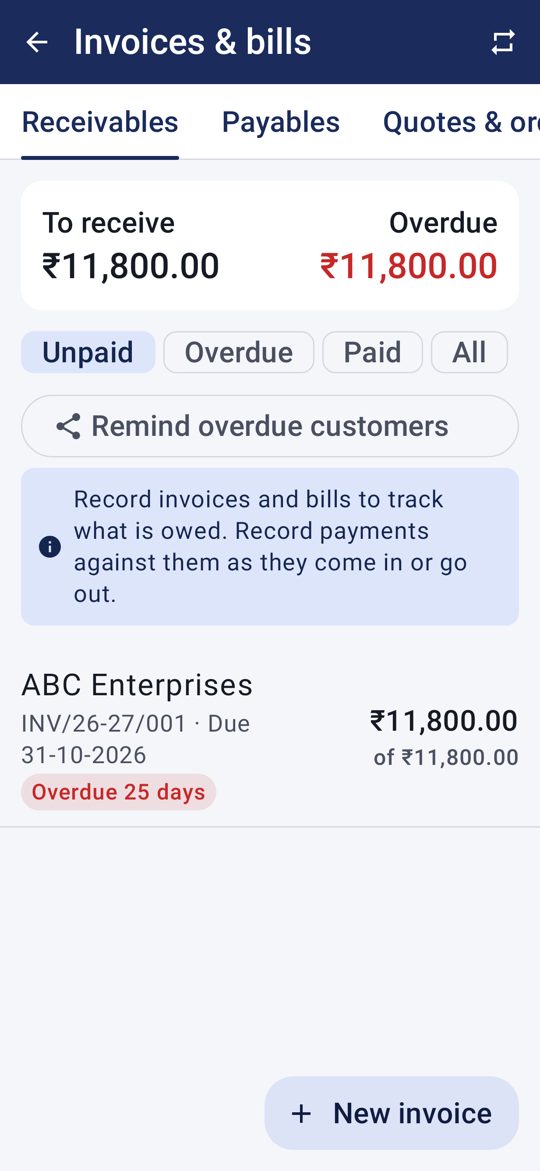 Invoices & bills
Receivables Payables Quotes & or
To receive Overdue
₹11,800.00 ₹11,800.00
Unpaid Overdue Paid All
Remind overdue customers
Record invoices and bills to track
what is owed. Record payments
against them as they come in or go
out.
ABC Enterprises
INV/26-27/001 · Due
31-10-2026
₹11,800.00
of ₹11,800.00
Overdue 25 days
+ New invoice